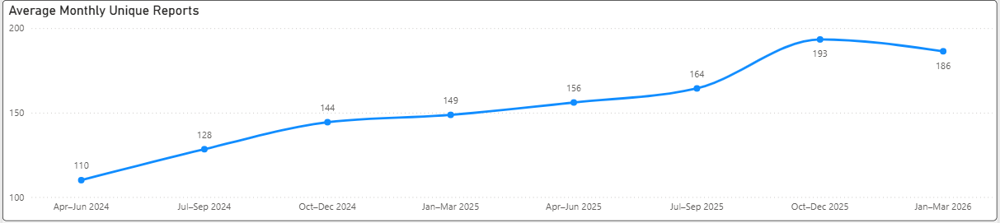 Average Monthly Unique Reports
200
150
100
110
128
144
149
156
164
193
186
Apr–Jun 2024
Jul–Sep 2024
Oct–Dec 2024
Jan–Mar 2025
Apr–Jun 2025
Jul–Sep 2025
Oct–Dec 2025
Jan–Mar 2026